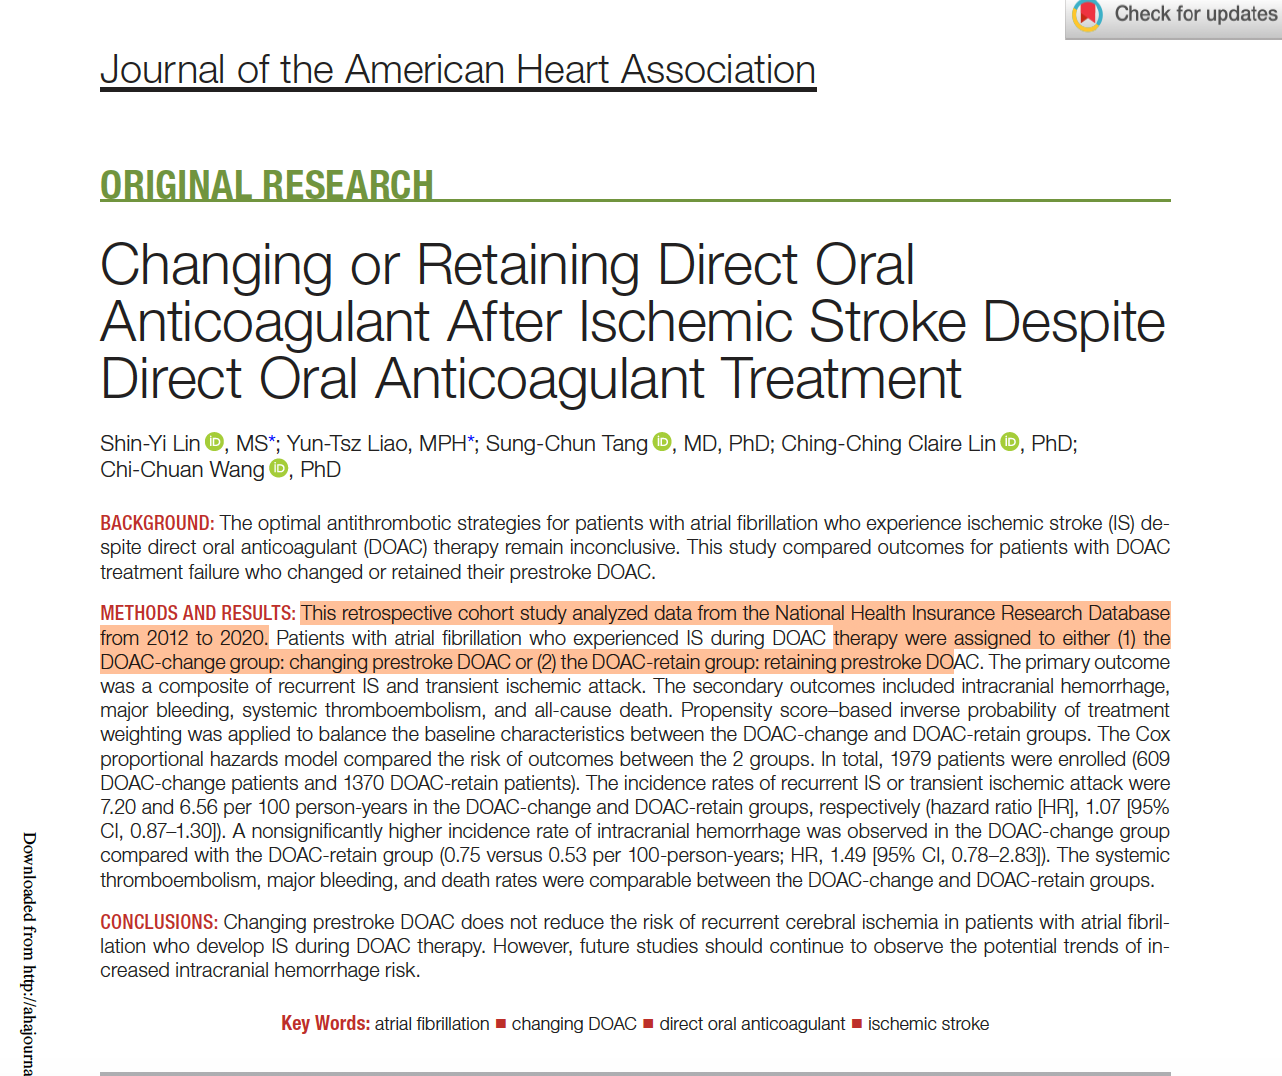 Check for updates
Journal of the American Heart Association
ORIGINAL RESEARCH
Changing or Retaining Direct Oral
Anticoagulant After Ischemic Stroke Despite
Direct Oral Anticoagulant Treatment
Shin-Yi Lin iD, MS*; Yun-Tsz Liao, MPH*; Sung-Chun Tang iD, MD, PhD; Ching-Ching Claire Lin iD, PhD;
Chi-Chuan Wang iD, PhD
BACKGROUND: The optimal antithrombotic strategies for patients with atrial fibrillation who experience ischemic stroke (IS) de-
spite direct oral anticoagulant (DOAC) therapy remain inconclusive. This study compared outcomes for patients with DOAC
treatment failure who changed or retained their prestroke DOAC.
METHODS AND RESULTS: This retrospective cohort study analyzed data from the National Health Insurance Research Database
from 2012 to 2020. Patients with atrial fibrillation who experienced IS during DOAC therapy were assigned to either (1) the
DOAC-change group: changing prestroke DOAC or (2) the DOAC-retain group: retaining prestroke DOAC. The primary outcome
was a composite of recurrent IS and transient ischemic attack. The secondary outcomes included intracranial hemorrhage,
major bleeding, systemic thromboembolism, and all-cause death. Propensity score–based inverse probability of treatment
weighting was applied to balance the baseline characteristics between the DOAC-change and DOAC-retain groups. The Cox
proportional hazards model compared the risk of outcomes between the 2 groups. In total, 1979 patients were enrolled (609
DOAC-change patients and 1370 DOAC-retain patients). The incidence rates of recurrent IS or transient ischemic attack were
7.20 and 6.56 per 100 person-years in the DOAC-change and DOAC-retain groups, respectively (hazard ratio [HR], 1.07 [95%
CI, 0.87–1.30]). A nonsignificantly higher incidence rate of intracranial hemorrhage was observed in the DOAC-change group
compared with the DOAC-retain group (0.75 versus 0.53 per 100-person-years; HR, 1.49 [95% CI, 0.78–2.83]). The systemic
thromboembolism, major bleeding, and death rates were comparable between the DOAC-change and DOAC-retain groups.
CONCLUSIONS: Changing prestroke DOAC does not reduce the risk of recurrent cerebral ischemia in patients with atrial fibril-
lation who develop IS during DOAC therapy. However, future studies should continue to observe the potential trends of in-
creased intracranial hemorrhage risk.
Key Words: atrial fibrillation ■ changing DOAC ■ direct oral anticoagulant ■ ischemic stroke
Downloaded from http://ahajourna